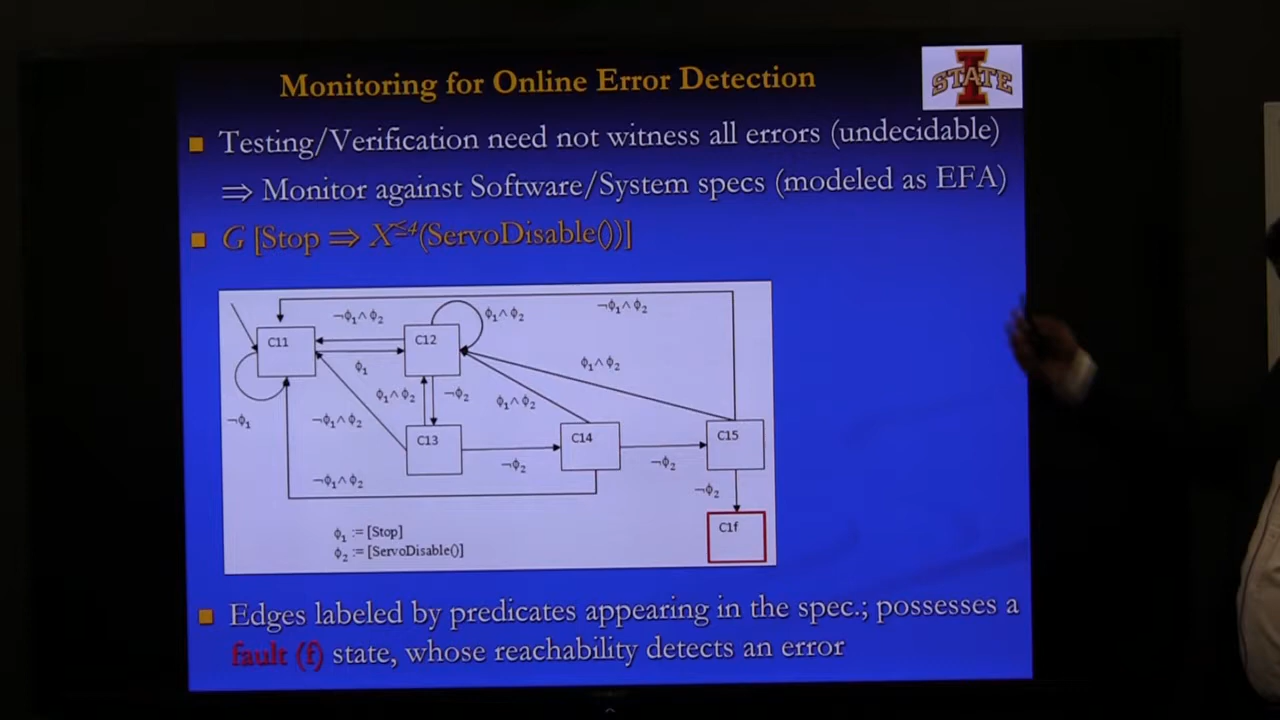 Monitoring for Online Error Detection
I
STATE
Testing/Verification need not witness all errors (undecidable)
⇒ Monitor against Software/System specs (modeled as EFA)
G [Stop ⇒ X≤4(ServoDisable())]
¬ϕ1∧ϕ2
¬ϕ1∧ϕ2
ϕ1∧ϕ2
C11
C12
ϕ1
ϕ1∧ϕ2
ϕ1∧ϕ2
¬ϕ2
ϕ1∧ϕ2
¬ϕ1
¬ϕ1∧ϕ2
C13
C14
C15
¬ϕ2
¬ϕ2
¬ϕ1∧ϕ2
¬ϕ2
C1f
ϕ1 := [Stop]
ϕ2 := [ServoDisable()]
Edges labeled by predicates appearing in the spec.; possesses a
fault (f) state, whose reachability detects an error